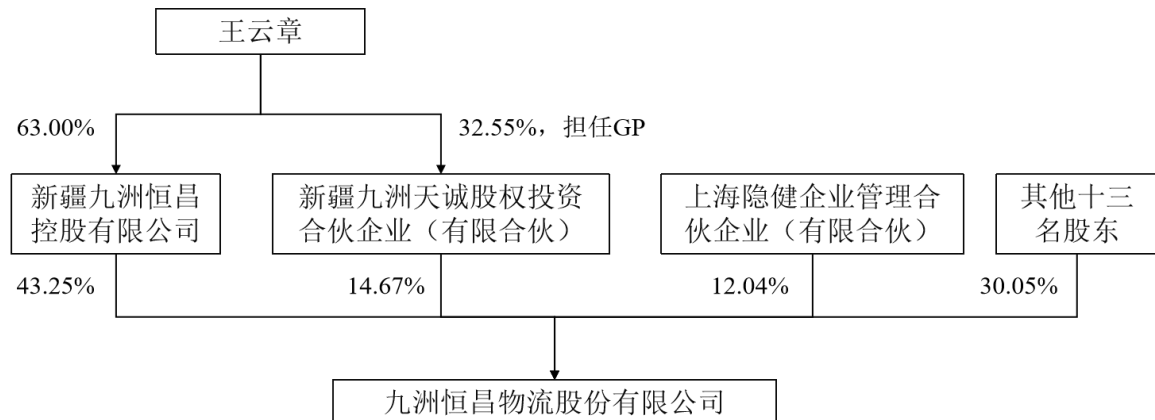 王云章
63.00%
32.55%，担任GP
新疆九洲恒昌
控股有限公司
新疆九洲天诚股权投资
合伙企业（有限合伙）
上海隐健企业管理合
伙企业（有限合伙）
其他十三
名股东
43.25%
14.67%
12.04%
30.05%
九洲恒昌物流股份有限公司